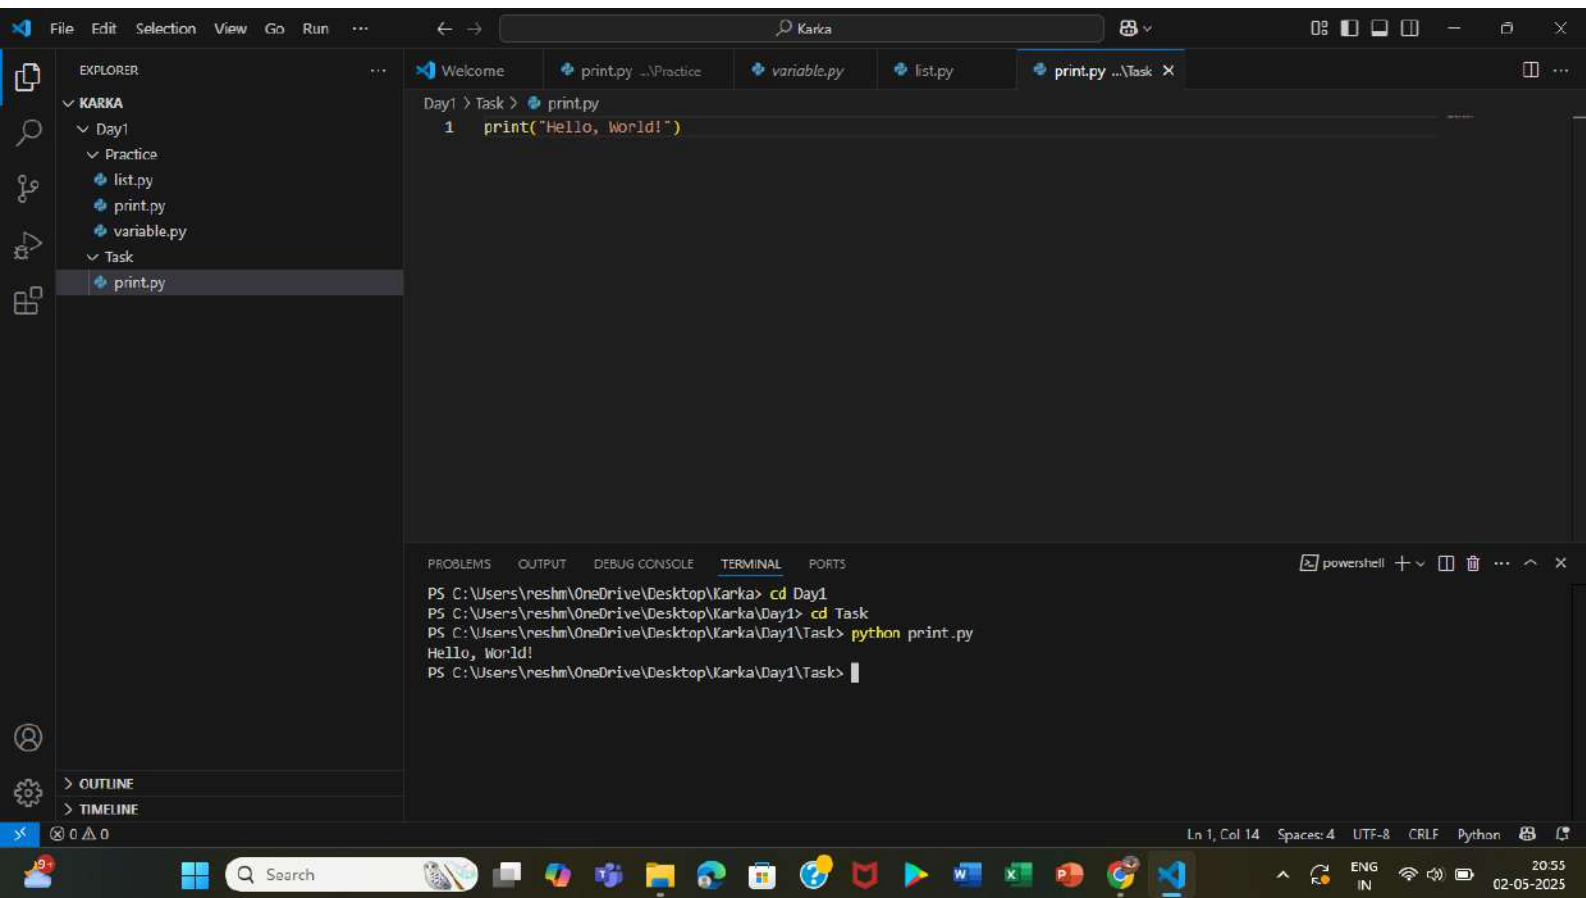 File Edit Selection View Go Run ···
Karka
EXPLORER
KARKA
Day1
Practice
list.py
print.py
variable.py
Task
print.py
OUTLINE
TIMELINE
Welcome
print.py ...\Practice
variable.py
list.py
print.py ...\Task
Day1 > Task > print.py
1 print("Hello, World!")
PROBLEMS OUTPUT DEBUG CONSOLE TERMINAL PORTS
powershell
PS C:\Users\reshm\OneDrive\Desktop\Karka> cd Day1
PS C:\Users\reshm\OneDrive\Desktop\Karka\Day1> cd Task
PS C:\Users\reshm\OneDrive\Desktop\Karka\Day1\Task> python print.py
Hello, World!
PS C:\Users\reshm\OneDrive\Desktop\Karka\Day1\Task>
0 0
Ln 1, Col 14 Spaces: 4 UTF-8 CRLF Python
9+
Search
ENG
IN
20:55
02-05-2025